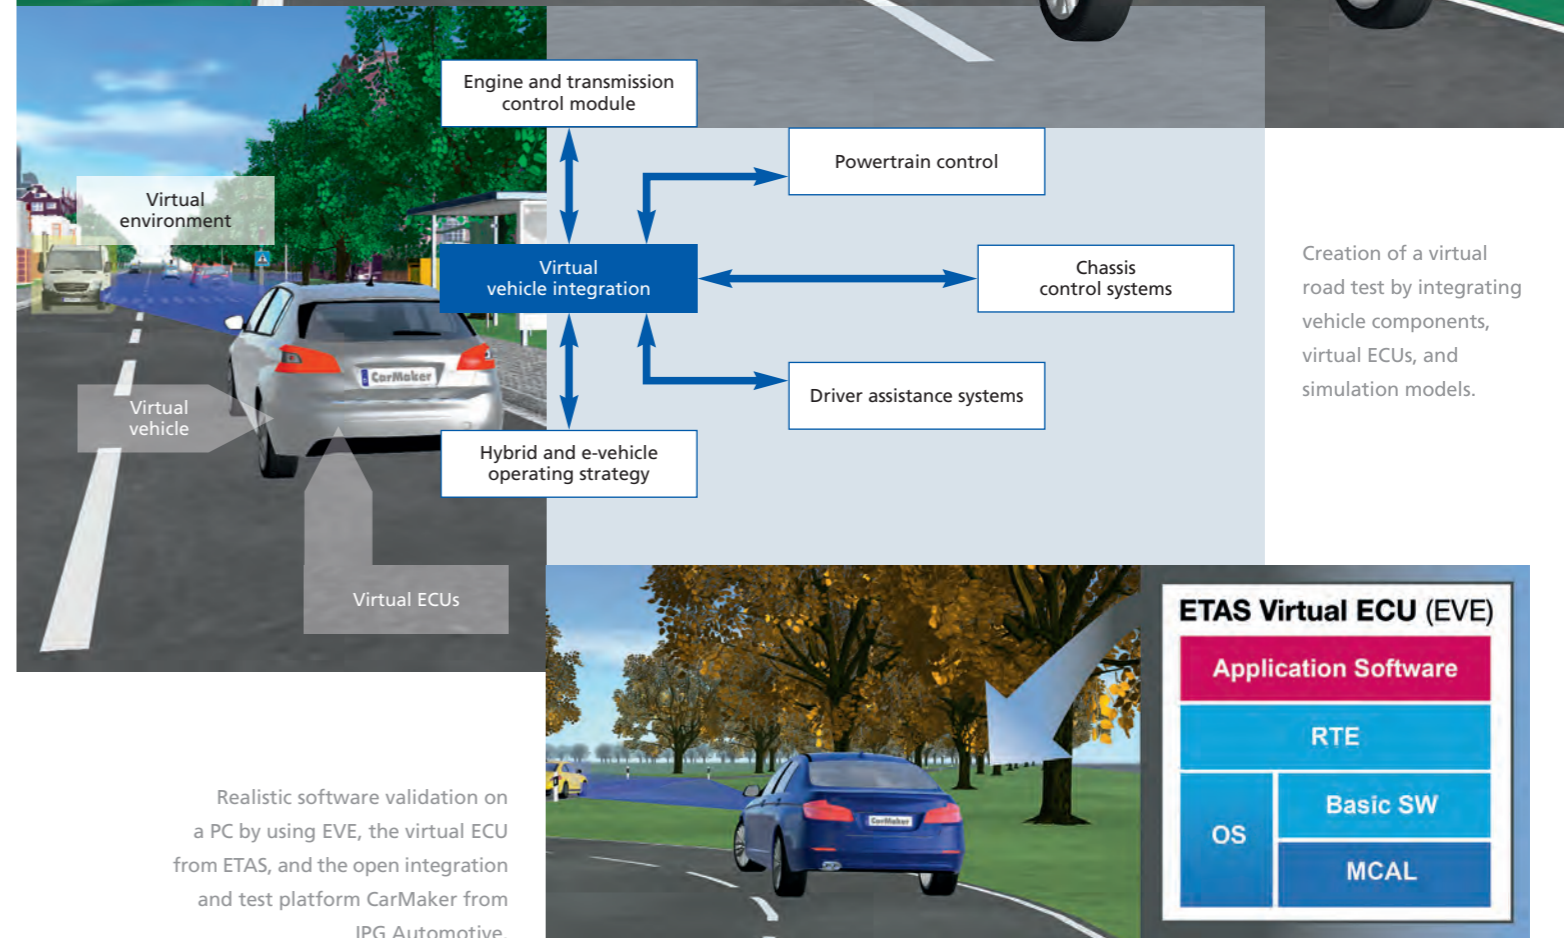 Engine and transmission
control module
Powertrain control
Virtual
environment
Virtual
vehicle integration
Chassis
control systems
Creation of a virtual
road test by integrating
vehicle components,
virtual ECUs, and
simulation models.
CarMaker
Virtual
vehicle
Driver assistance systems
Hybrid and e-vehicle
operating strategy
Virtual ECUs
ETAS Virtual ECU (EVE)
Application Software
RTE
Basic SW
OS
MCAL
CarMaker
Realistic software validation on
a PC by using EVE, the virtual ECU
from ETAS, and the open integration
and test platform CarMaker from
IPG Automotive.